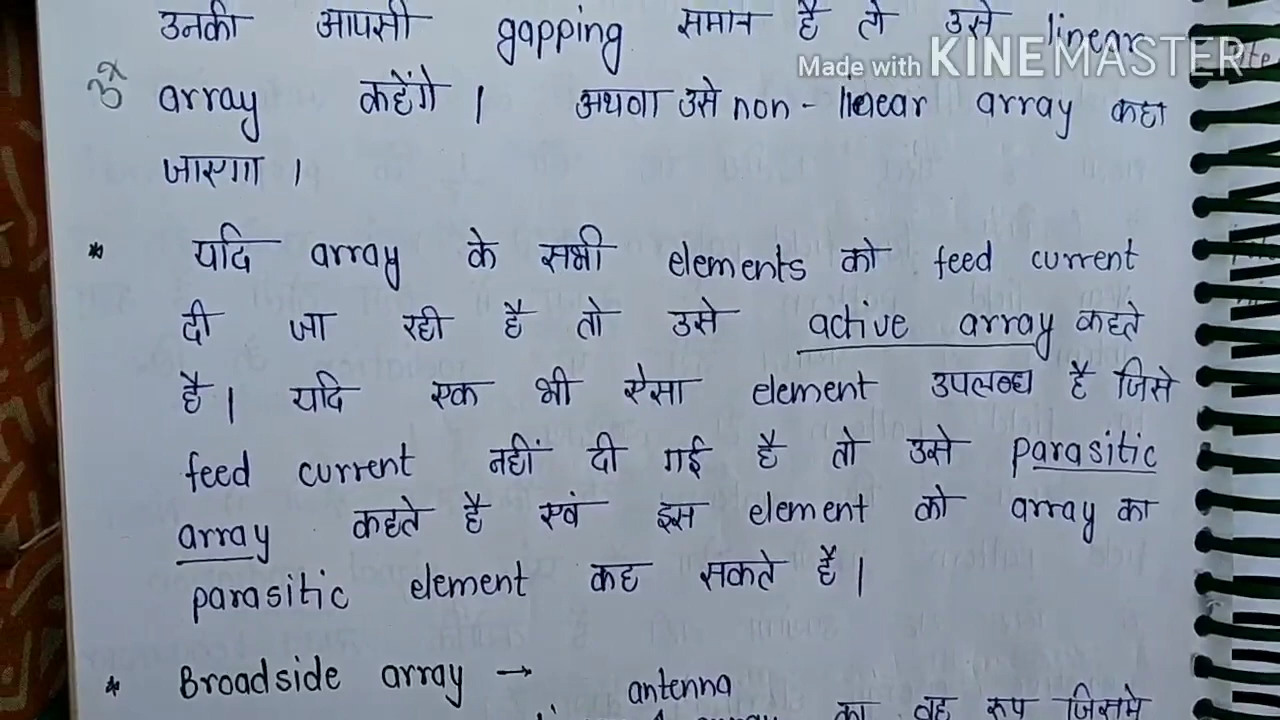 उनकी आपसी gapping समान है तो उसे linear
Made with KINEMASTER
array कहेंगे । अथवा उसे non-linear array कहा
जाएगा ।
* यदि array के सभी elements को feed current
दी जा रही है तो उसे active array कहते
है । यदि एक भी ऐसा element उपलब्ध है जिसे
feed current नहीं दी गई है तो उसे parasitic
array कहते है एवं इस element को array का
parasitic element कह सकते है ।
* Broadside array → antenna
का वह रूप जिसमे